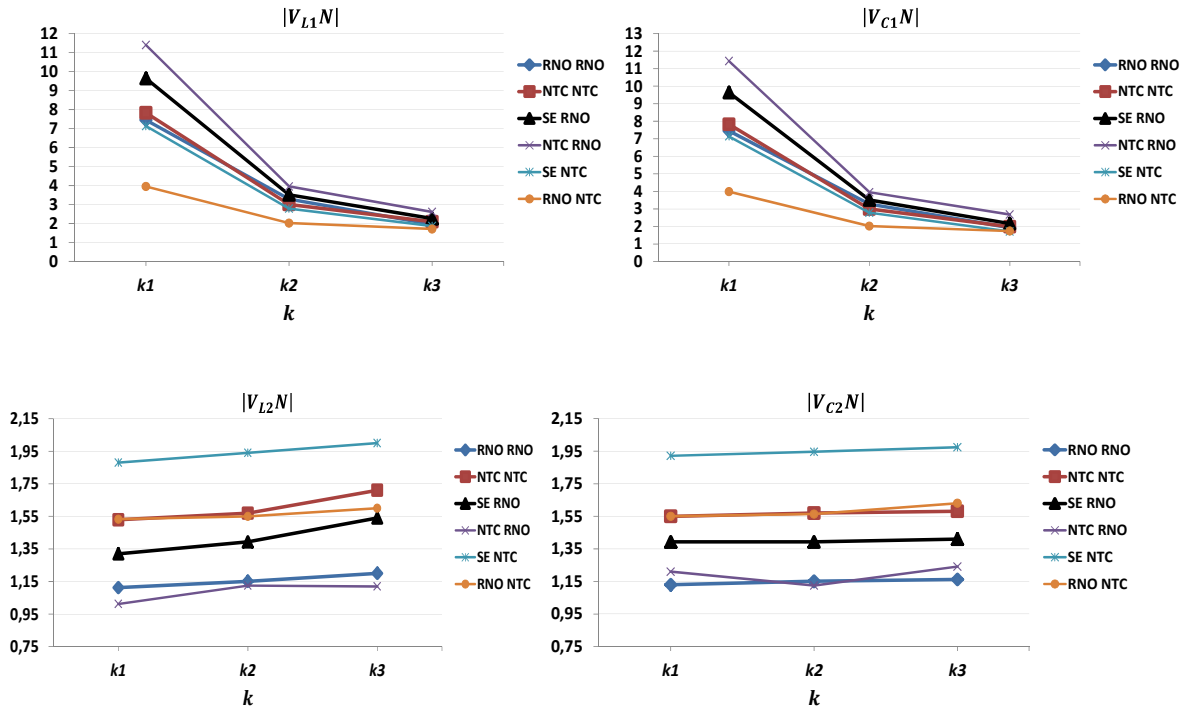 |V_{L1}N|
12
11
10
9
8
7
6
5
4
3
2
1
0
k1 k2 k3
k
RNO RNO
NTC NTC
SE RNO
NTC RNO
SE NTC
RNO NTC
|V_{C1}N|
13
12
11
10
9
8
7
6
5
4
3
2
1
0
k1 k2 k3
k
RNO RNO
NTC NTC
SE RNO
NTC RNO
SE NTC
RNO NTC
|V_{L2}N|
2,15
1,95
1,75
1,55
1,35
1,15
0,95
0,75
k1 k2 k3
k
RNO RNO
NTC NTC
SE RNO
NTC RNO
SE NTC
RNO NTC
|V_{C2}N|
2,15
1,95
1,75
1,55
1,35
1,15
0,95
0,75
k1 k2 k3
k
RNO RNO
NTC NTC
SE RNO
NTC RNO
SE NTC
RNO NTC